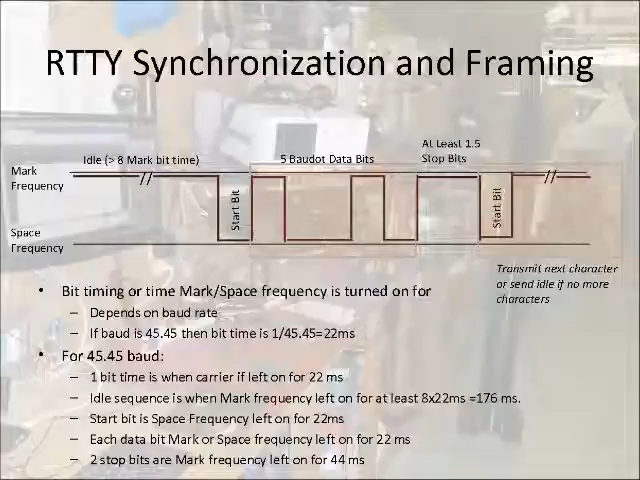 RTTY Synchronization and Framing
At Least 1.5
Stop Bits
Idle (> 8 Mark bit time)
5 Baudot Data Bits
Mark
Frequency
//
//
Start Bit
Start Bit
Space
Frequency
Transmit next character
or send idle if no more
characters
• Bit timing or time Mark/Space frequency is turned on for
– Depends on baud rate
– If baud is 45.45 then bit time is 1/45.45=22ms
• For 45.45 baud:
– 1 bit time is when carrier if left on for 22 ms
– Idle sequence is when Mark frequency left on for at least 8x22ms =176 ms.
– Start bit is Space Frequency left on for 22ms
– Each data bit Mark or Space frequency left on for 22 ms
– 2 stop bits are Mark frequency left on for 44 ms